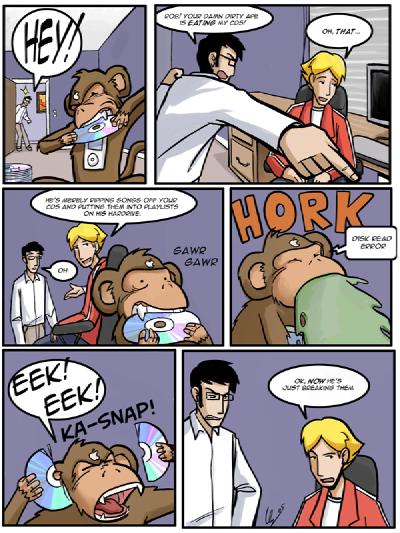 HEY!
ROB! YOUR DAMN DIRTY APE
IS EATING MY CDS!
OH, THAT...
HE'S MERELY RIPPING SONGS OFF YOUR
CDS AND PUTTING THEM INTO PLAYLISTS
ON HIS HARDRIVE.
OH
GAWR
GAWR
HORK
DISK READ
ERROR
EEK!
EEK!
KA-SNAP!
OK, NOW HE'S
JUST BREAKING THEM